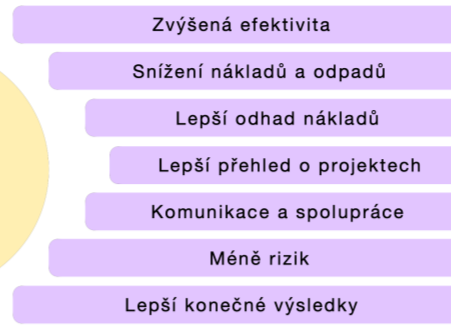 Zvýšená efektivita
Snížení nákladů a odpadů
Lepší odhad nákladů
Lepší přehled o projektech
Komunikace a spolupráce
Méně rizik
Lepší konečné výsledky